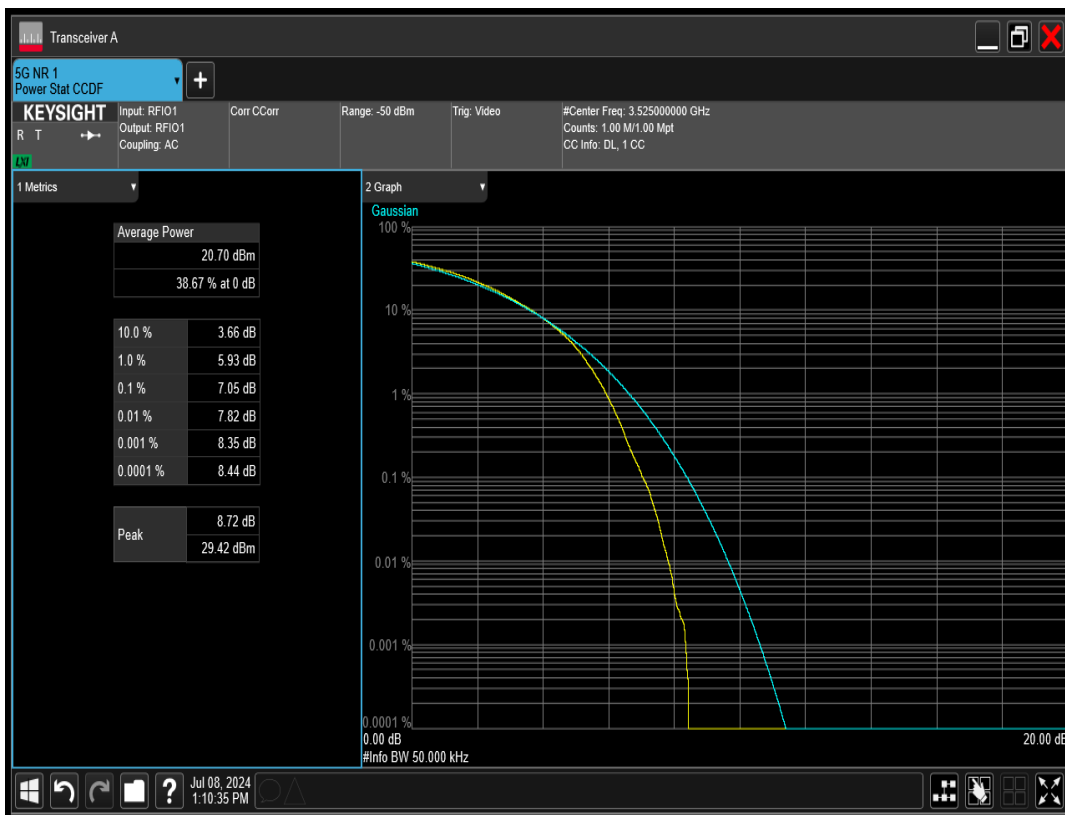 Transceiver A
5G NR 1
Power Stat CCDF
+
KEYSIGHT
R T
LXI
Input: RFIO1
Output: RFIO1
Coupling: AC
Corr CCorr
Range: -50 dBm
Trig: Video
#Center Freq: 3.525000000 GHz
Counts: 1.00 M/1.00 Mpt
CC Info: DL, 1 CC
1 Metrics
Average Power
20.70 dBm
38.67 % at 0 dB
10.0 % 3.66 dB
1.0 % 5.93 dB
0.1 % 7.05 dB
0.01 % 7.82 dB
0.001 % 8.35 dB
0.0001 % 8.44 dB
Peak
8.72 dB
29.42 dBm
2 Graph
Gaussian
100 %
10 %
1 %
0.1 %
0.01 %
0.001 %
0.0001 %
0.00 dB
20.00 dB
#Info BW 50.000 kHz
?
Jul 08, 2024
1:10:35 PM